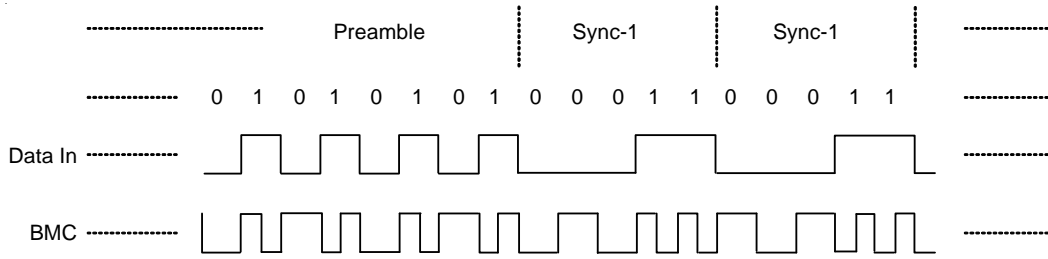 Preamble Sync-1 Sync-1
0 1 0 1 0 1 0 1 0 0 0 1 1 0 0 0 1 1
Data In
BMC